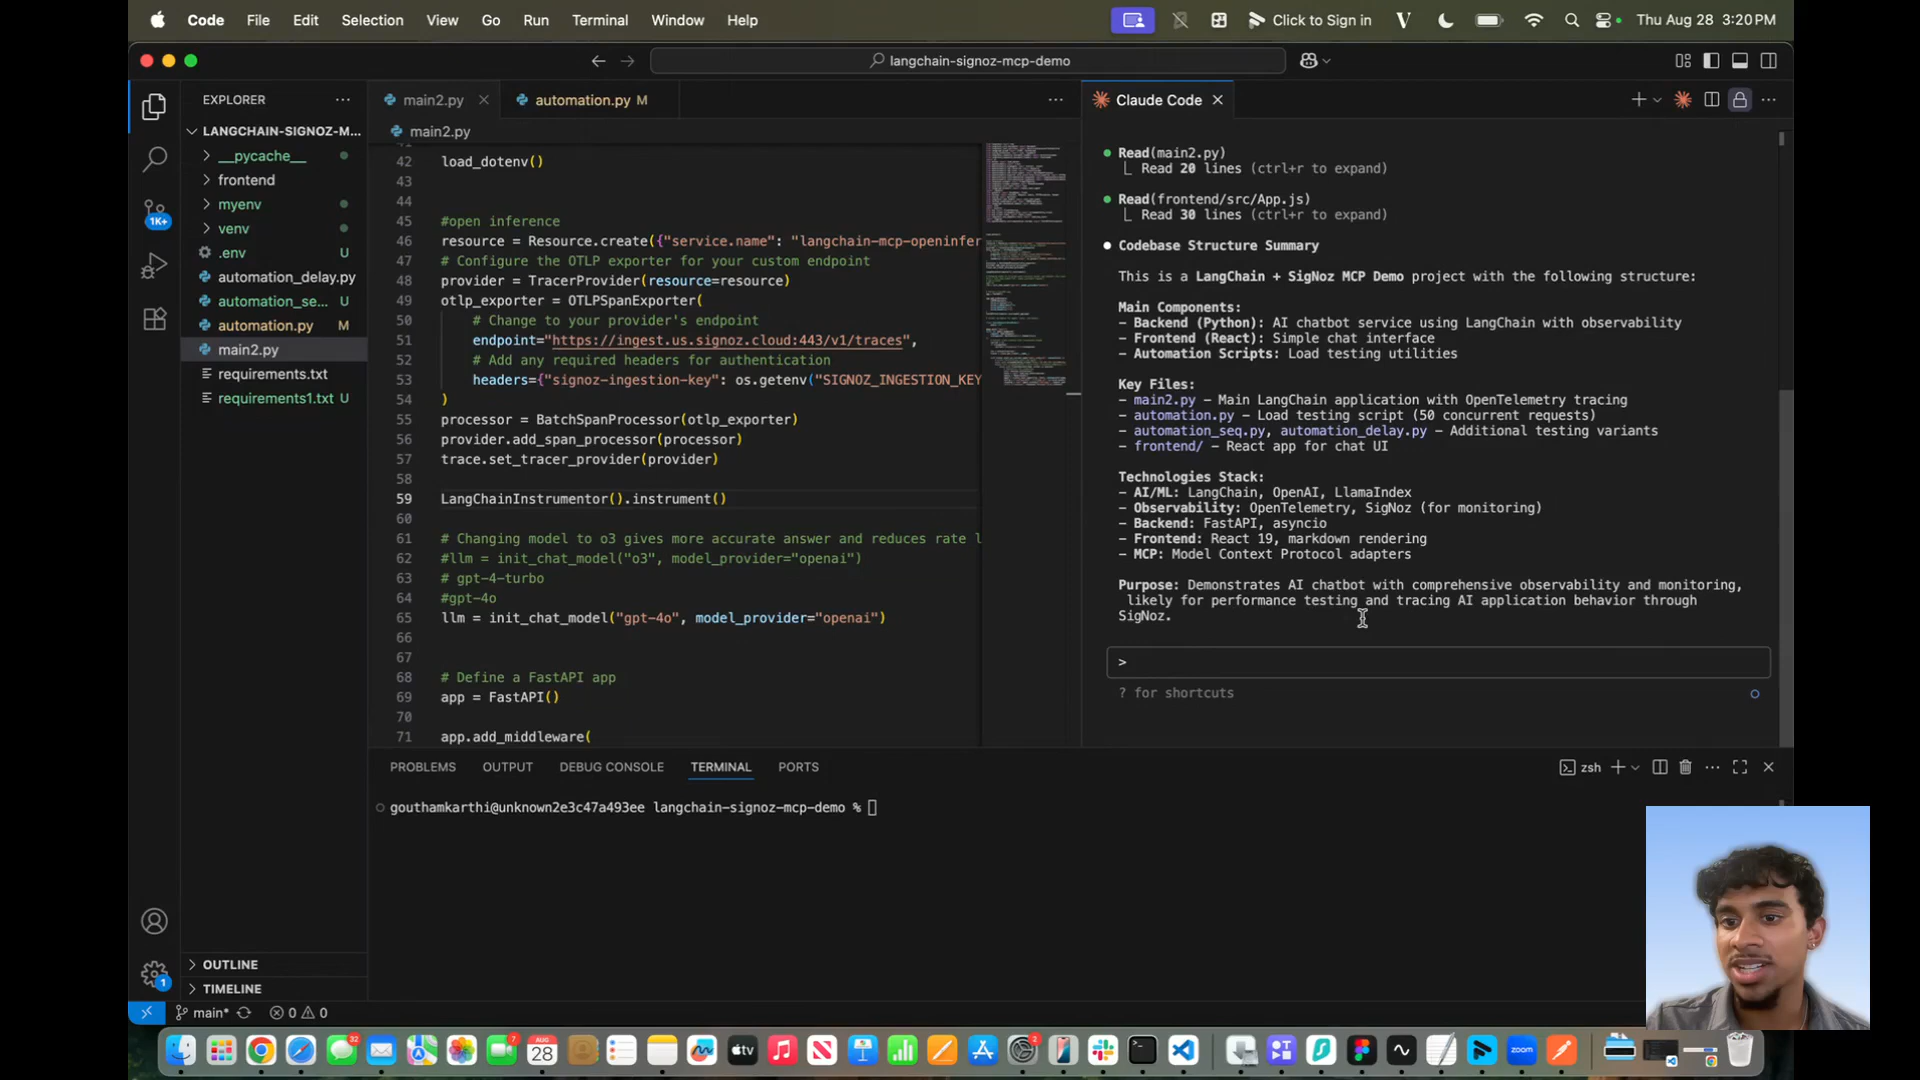 Code File Edit Selection View Go Run Terminal Window Help
Click to Sign in
Thu Aug 28 3:20 PM
langchain-signoz-mcp-demo
EXPLORER
LANGCHAIN-SIGNOZ-M...
__pycache__
frontend
myenv
venv
.env U
automation_delay.py
automation_se... U
automation.py M
main2.py
requirements.txt
requirements1.txt U
1K+
1
OUTLINE
TIMELINE
main2.py
automation.py M
main2.py
41
42 load_dotenv()
43
44
45 #open inference
46 resource = Resource.create({"service.name": "langchain-mcp-openinfer
47 # Configure the OTLP exporter for your custom endpoint
48 provider = TracerProvider(resource=resource)
49 otlp_exporter = OTLPSpanExporter(
50 # Change to your provider's endpoint
51 endpoint="https://ingest.us.signoz.cloud:443/v1/traces",
52 # Add any required headers for authentication
53 headers={"signoz-ingestion-key": os.getenv("SIGNOZ_INGESTION_KEY
54 )
55 processor = BatchSpanProcessor(otlp_exporter)
56 provider.add_span_processor(processor)
57 trace.set_tracer_provider(provider)
58
59 LangChainInstrumentor().instrument()
60
61 # Changing model to o3 gives more accurate answer and reduces rate l
62 #llm = init_chat_model("o3", model_provider="openai")
63 # gpt-4-turbo
64 #gpt-4o
65 llm = init_chat_model("gpt-4o", model_provider="openai")
66
67
68 # Define a FastAPI app
69 app = FastAPI()
70
71 app.add_middleware(
Claude Code
Read(main2.py)
Read 20 lines (ctrl+r to expand)
Read(frontend/src/App.js)
Read 30 lines (ctrl+r to expand)
Codebase Structure Summary
This is a LangChain + SigNoz MCP Demo project with the following structure:
Main Components:
- Backend (Python): AI chatbot service using LangChain with observability
- Frontend (React): Simple chat interface
- Automation Scripts: Load testing utilities
Key Files:
- main2.py - Main LangChain application with OpenTelemetry tracing
- automation.py - Load testing script (50 concurrent requests)
- automation_seq.py, automation_delay.py - Additional testing variants
- frontend/ - React app for chat UI
Technologies Stack:
- AI/ML: LangChain, OpenAI, LlamaIndex
- Observability: OpenTelemetry, SigNoz (for monitoring)
- Backend: FastAPI, asyncio
- Frontend: React 19, markdown rendering
- MCP: Model Context Protocol adapters
Purpose: Demonstrates AI chatbot with comprehensive observability and monitoring,
likely for performance testing and tracing AI application behavior through
SigNoz.
>
? for shortcuts
PROBLEMS OUTPUT DEBUG CONSOLE TERMINAL PORTS
zsh
gouthamkarthi@unknown2e3c47a493ee langchain-signoz-mcp-demo %
main* 0 0
32
7
AUG
28
tv
2
zoom